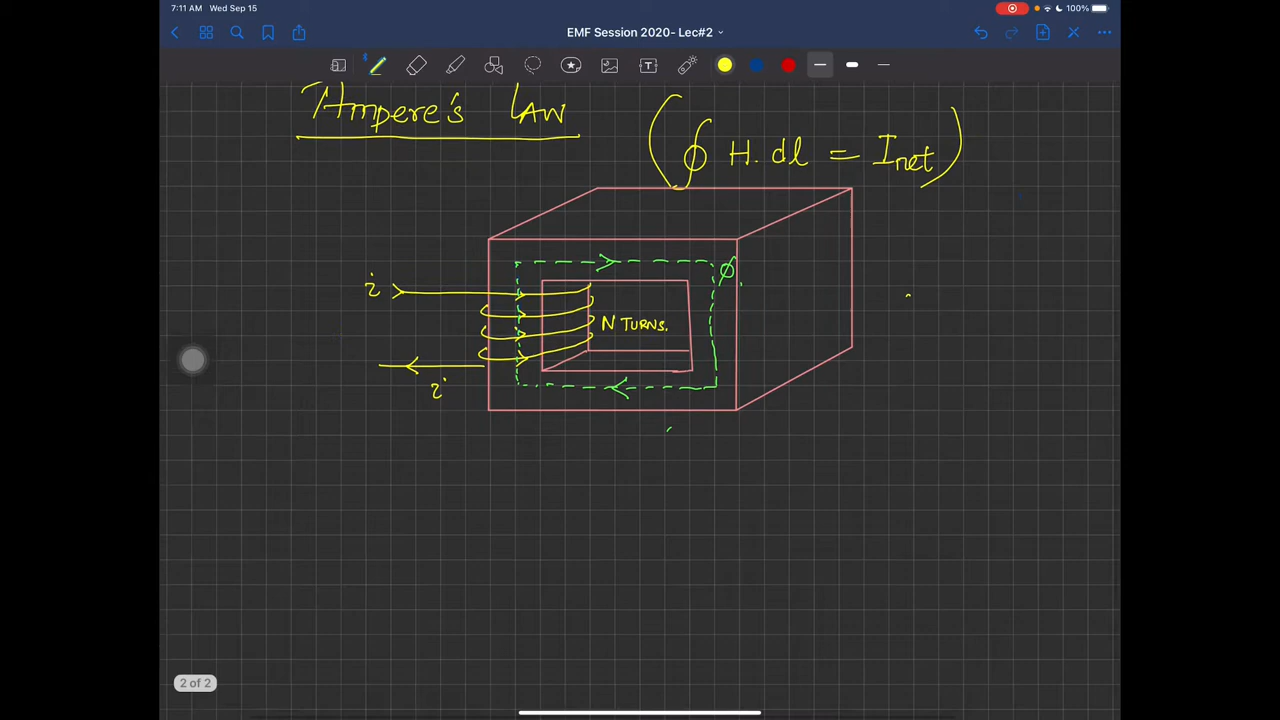 7:11 AM Wed Sep 15
100%
EMF Session 2020- Lec#2
Ampere's LAW
(∮ H. dl = Inet)
i
N TURNS.
ϕ
i
2 of 2